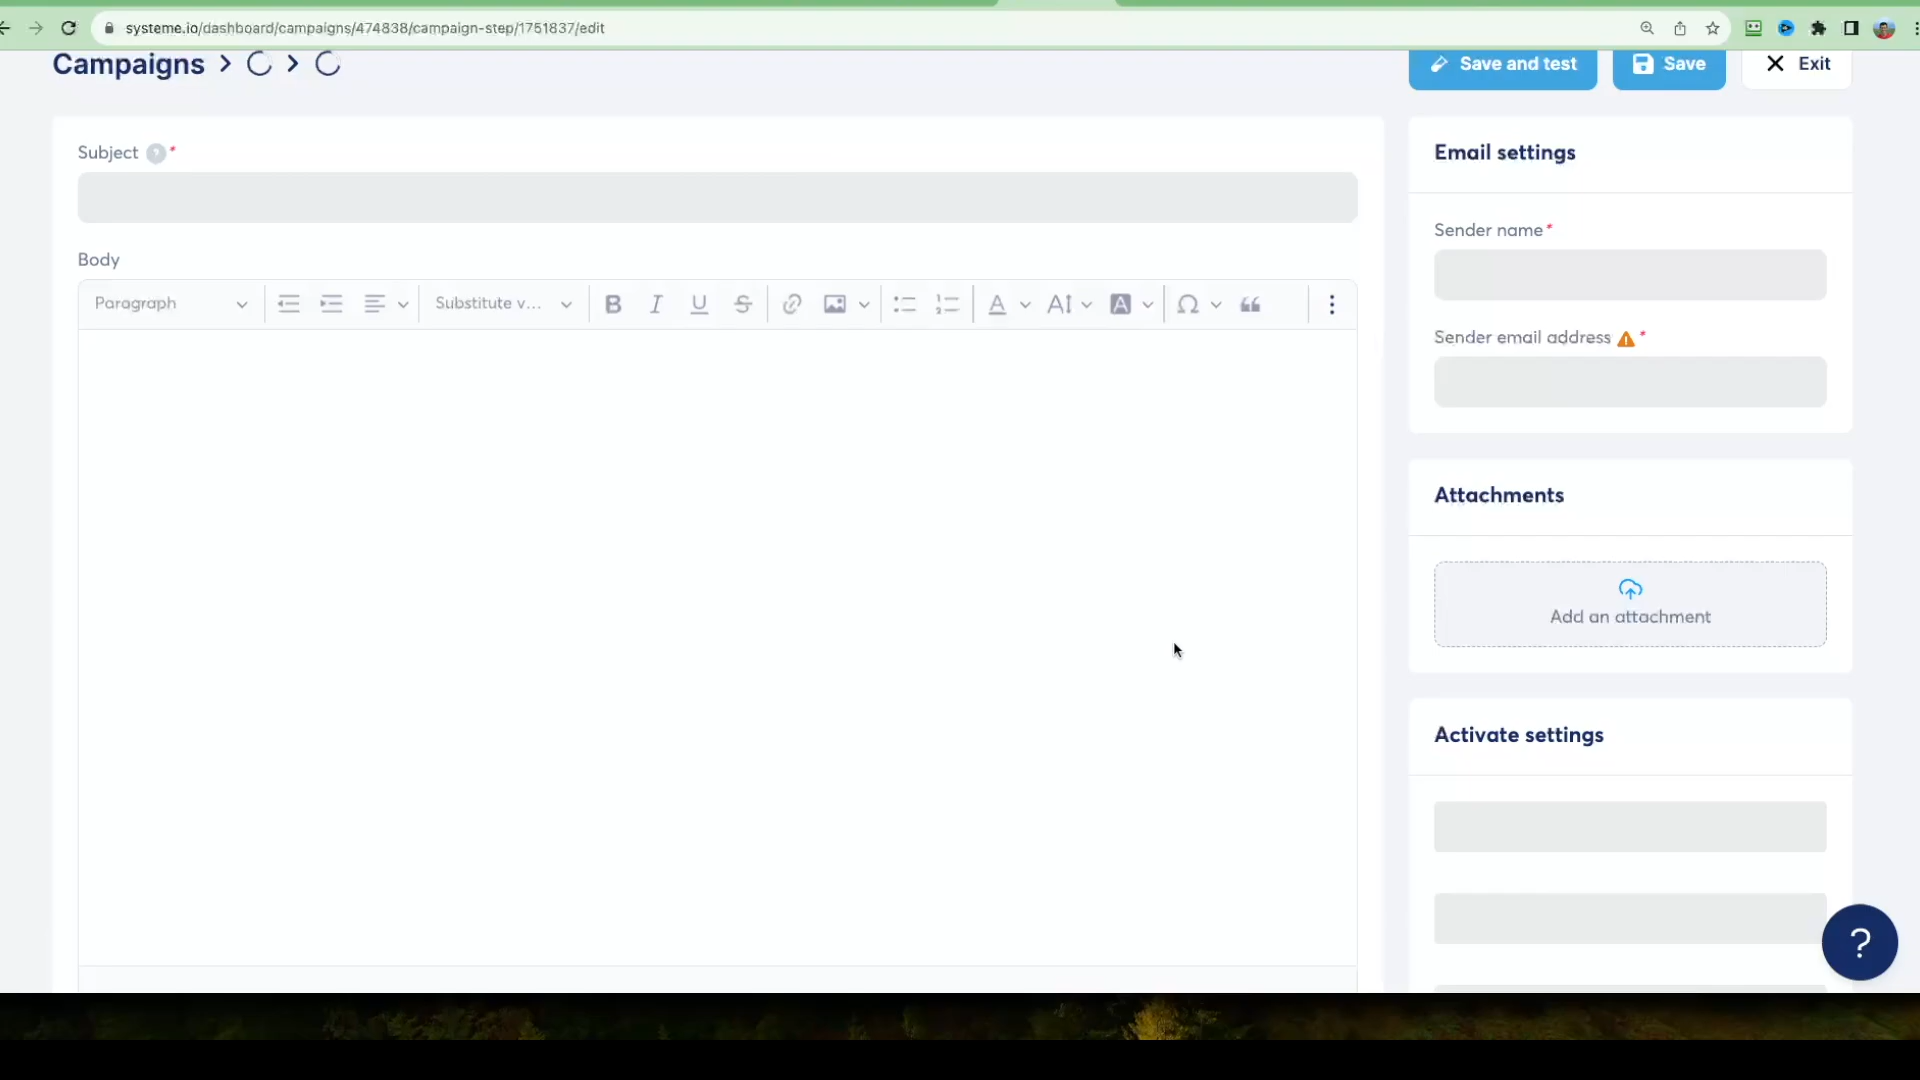 systeme.io/dashboard/campaigns/474838/campaign-step/1751837/edit
Campaigns
Save and test
Save
Exit
Subject ? *
Body
Paragraph
Substitute v...
B I U S
A A A Ω
Email settings
Sender name *
Sender email address *
Attachments
Add an attachment
Activate settings
?